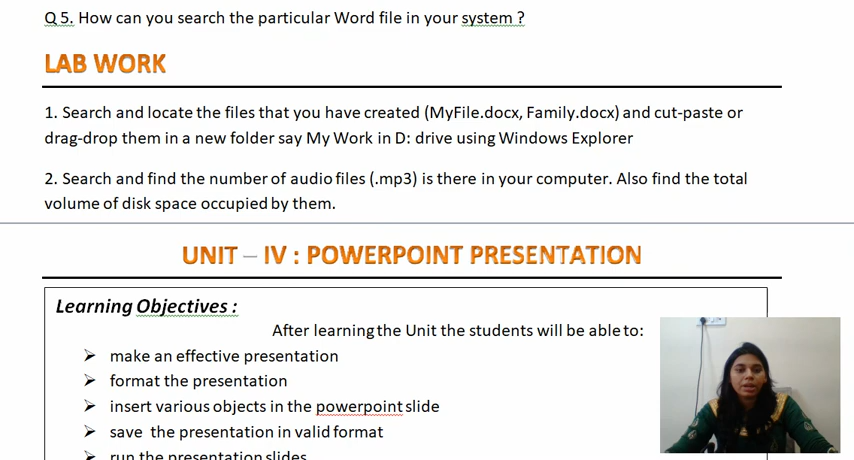 Q 5. How can you search the particular Word file in your system ?
LAB WORK
1. Search and locate the files that you have created (MyFile.docx, Family.docx) and cut-paste or
drag-drop them in a new folder say My Work in D: drive using Windows Explorer
2. Search and find the number of audio files (.mp3) is there in your computer. Also find the total
volume of disk space occupied by them.
UNIT – IV : POWERPOINT PRESENTATION
Learning Objectives :
After learning the Unit the students will be able to:
➢ make an effective presentation
➢ format the presentation
➢ insert various objects in the powerpoint slide
➢ save the presentation in valid format
➢ run the presentation slides